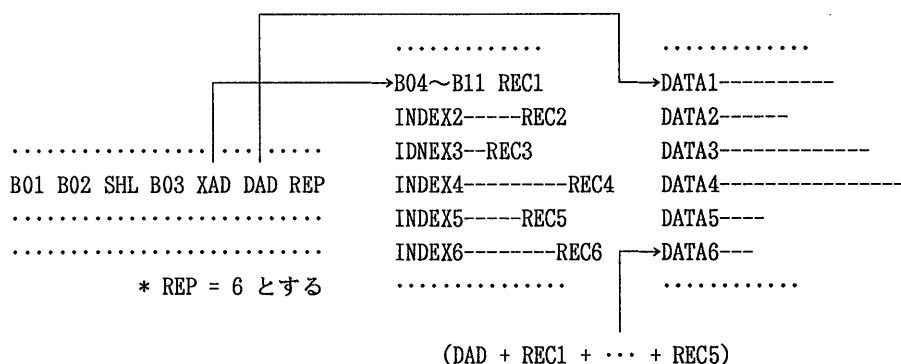 ············· ·············
B04～B11 REC1 DATA1-----------
INDEX2-----REC2 DATA2------
IDNEX3--REC3 DATA3---------------
B01 B02 SHL B03 XAD DAD REP INDEX4----------REC4 DATA4------------------
INDEX5-----REC5 DATA5----
INDEX6---------REC6 DATA6---
* REP = 6 とする
(DAD + REC1 + ··· + REC5)